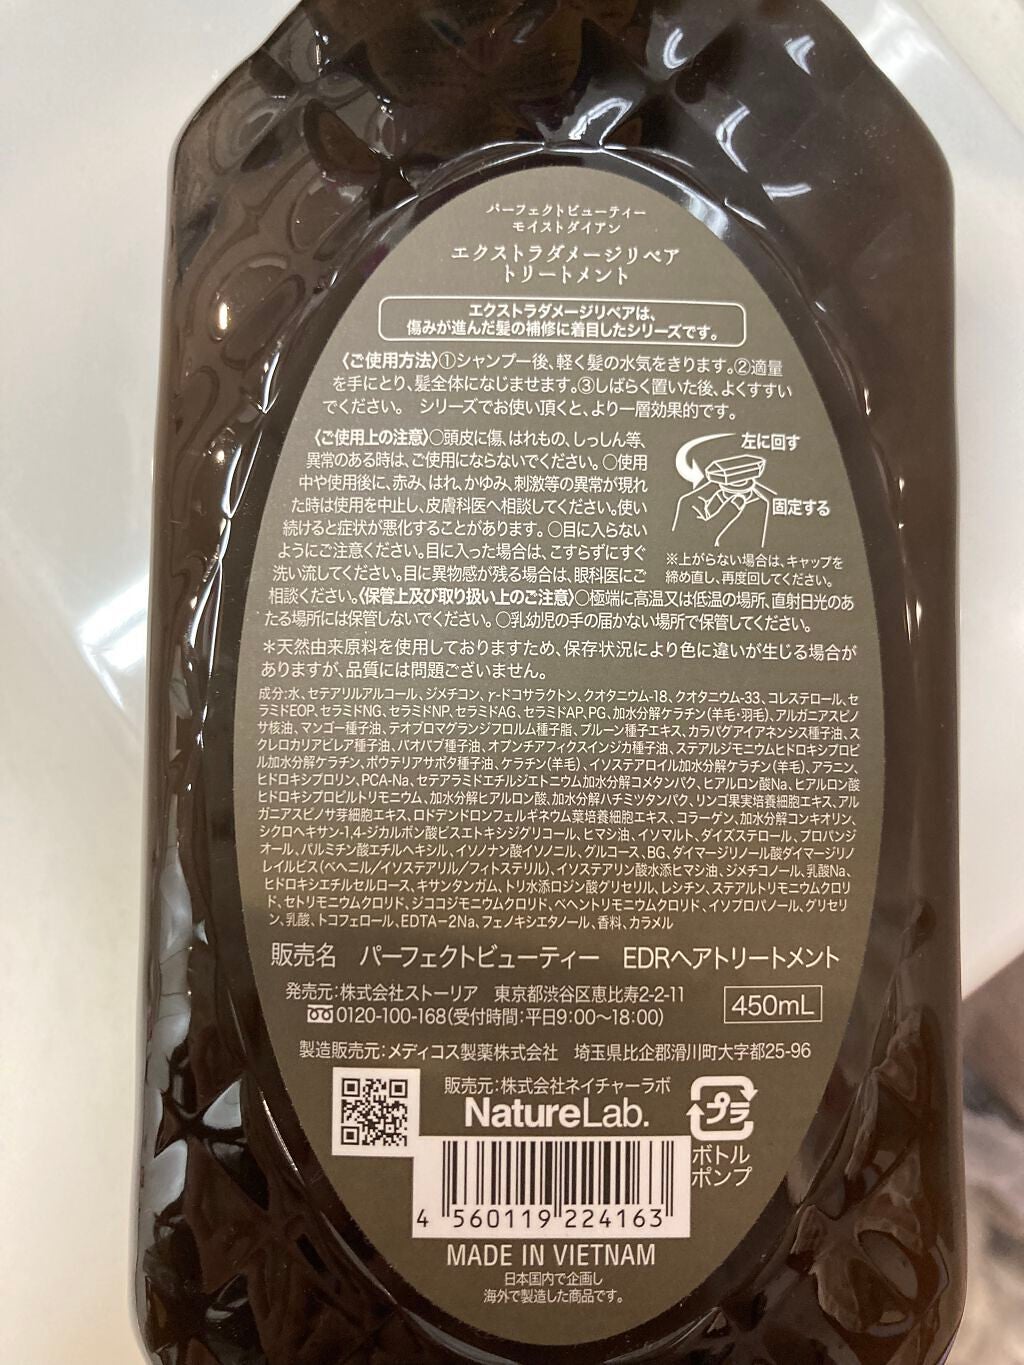 パーフェクトビューティー
モイストダイアン
エクストラダメージリペア
トリートメント
エクストラダメージリペアは、
傷みが進んだ髪の補修に着目したシリーズです。
〈ご使用方法〉①シャンプー後、軽く髪の水気をきります。②適量
を手にとり、髪全体になじませます。③しばらく置いた後、よくすすい
でください。 シリーズでお使い頂くと、より一層効果的です。
〈ご使用上の注意〉○頭皮に傷、はれもの、しっしん等、
異常のある時は、ご使用にならないでください。○使用
中や使用後に、赤み、はれ、かゆみ、刺激等の異常が現れ
た時は使用を中止し、皮膚科医へ相談してください。使い
続けると症状が悪化することがあります。○目に入らない
ようにご注意ください。目に入った場合は、こすらずにすぐ
洗い流してください。目に異物感が残る場合は、眼科医にご
相談ください。〈保管上及び取り扱い上のご注意〉○極端に高温又は低温の場所、直射日光のあ
たる場所には保管しないでください。○乳幼児の手の届かない場所で保管してください。
左に回す
固定する
※上がらない場合は、キャップを
締め直し、再度回してください。
＊天然由来原料を使用しておりますため、保存状況により色に違いが生じる場合が
ありますが、品質には問題ございません。
成分:水、セテアリルアルコール、ジメチコン、γ-ドコサラクトン、クオタニウム-18、クオタニウム-33、コレステロール、セ
ラミドEOP、セラミドNG、セラミドNP、セラミドAG、セラミドAP、PG、加水分解ケラチン(羊毛・羽毛)、アルガニアスピノ
サ核油、マンゴー種子油、テオブロマグランジフロルム種子脂、プルーン種子エキス、カラパグアイアネンシス種子油、ス
クレロカリアビレア種子油、バオバブ種子油、オプンチアフィクスインジカ種子油、ステアルジモニウムヒドロキシプロピ
ル加水分解ケラチン、ポウテリアサポタ種子油、ケラチン(羊毛)、イソステアロイル加水分解ケラチン(羊毛)、アラニン、
ヒドロキシプロリン、PCA-Na、セテアラミドエチルジエトニウム加水分解コメタンパク、ヒアルロン酸Na、ヒアルロン酸
ヒドロキシプロピルトリモニウム、加水分解ヒアルロン酸、加水分解ハチミツタンパク、リンゴ果実培養細胞エキス、アル
ガニアスピノサ芽細胞エキス、ロドデンドロンフェルギネウム葉培養細胞エキス、コラーゲン、加水分解コンキオリン、
シクロヘキサン-1,4-ジカルボン酸ビスエトキシジグリコール、ヒマシ油、イソマルト、ダイズステロール、プロパンジ
オール、パルミチン酸エチルヘキシル、イソノナン酸イソノニル、グルコース、BG、ダイマージリノール酸ダイマージリノ
レイルビス(ベヘニル/イソステアリル/フィトステリル)、イソステアリン酸水添ヒマシ油、ジメチコノール、乳酸Na、
ヒドロキシエチルセルロース、キサンタンガム、トリ水添ロジン酸グリセリル、レシチン、ステアルトリモニウムクロリ
ド、セトリモニウムクロリド、ジココジモニウムクロリド、ベヘントリモニウムクロリド、イソプロパノール、グリセリ
ン、乳酸、トコフェロール、EDTA-2Na、フェノキシエタノール、香料、カラメル
販売名 パーフェクトビューティー EDRヘアトリートメント
発売元:株式会社ストーリア 東京都渋谷区恵比寿2-2-11
0120-100-168(受付時間:平日9:00〜18:00)
450mL
製造販売元:メディコス製薬株式会社 埼玉県比企郡滑川町大字都25-96
販売元:株式会社ネイチャーラボ
NatureLab.
プラ
ボトル
ポンプ
4 560119 224163
MADE IN VIETNAM
日本国内で企画し
海外で製造した商品です。